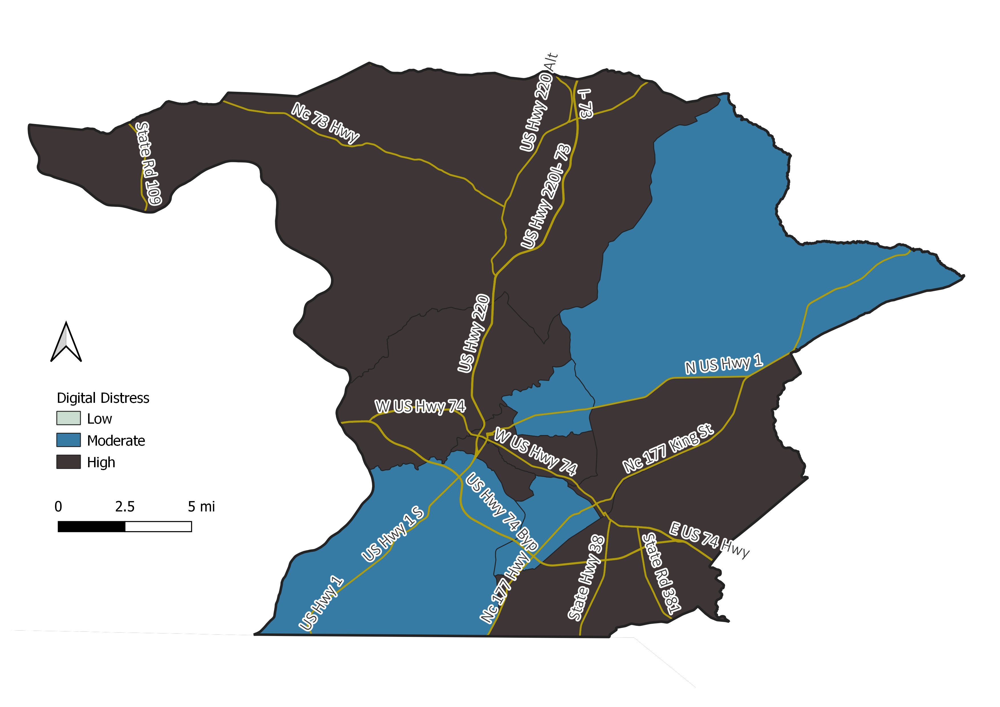 US Hwy 220 Alt
I- 73
Nc 73 Hwy
State Rd 109
US Hwy 220I- 73
US Hwy 220
N US Hwy 1
W US Hwy 74
W US Hwy 74
Nc 177 King St
US Hwy 74 Byp
US Hwy 1 S
E US 74 Hwy
State Hwy 38
State Rd 381
Nc 177 Hwy
US Hwy 1
Digital Distress
Low
Moderate
High
0 2.5 5 mi